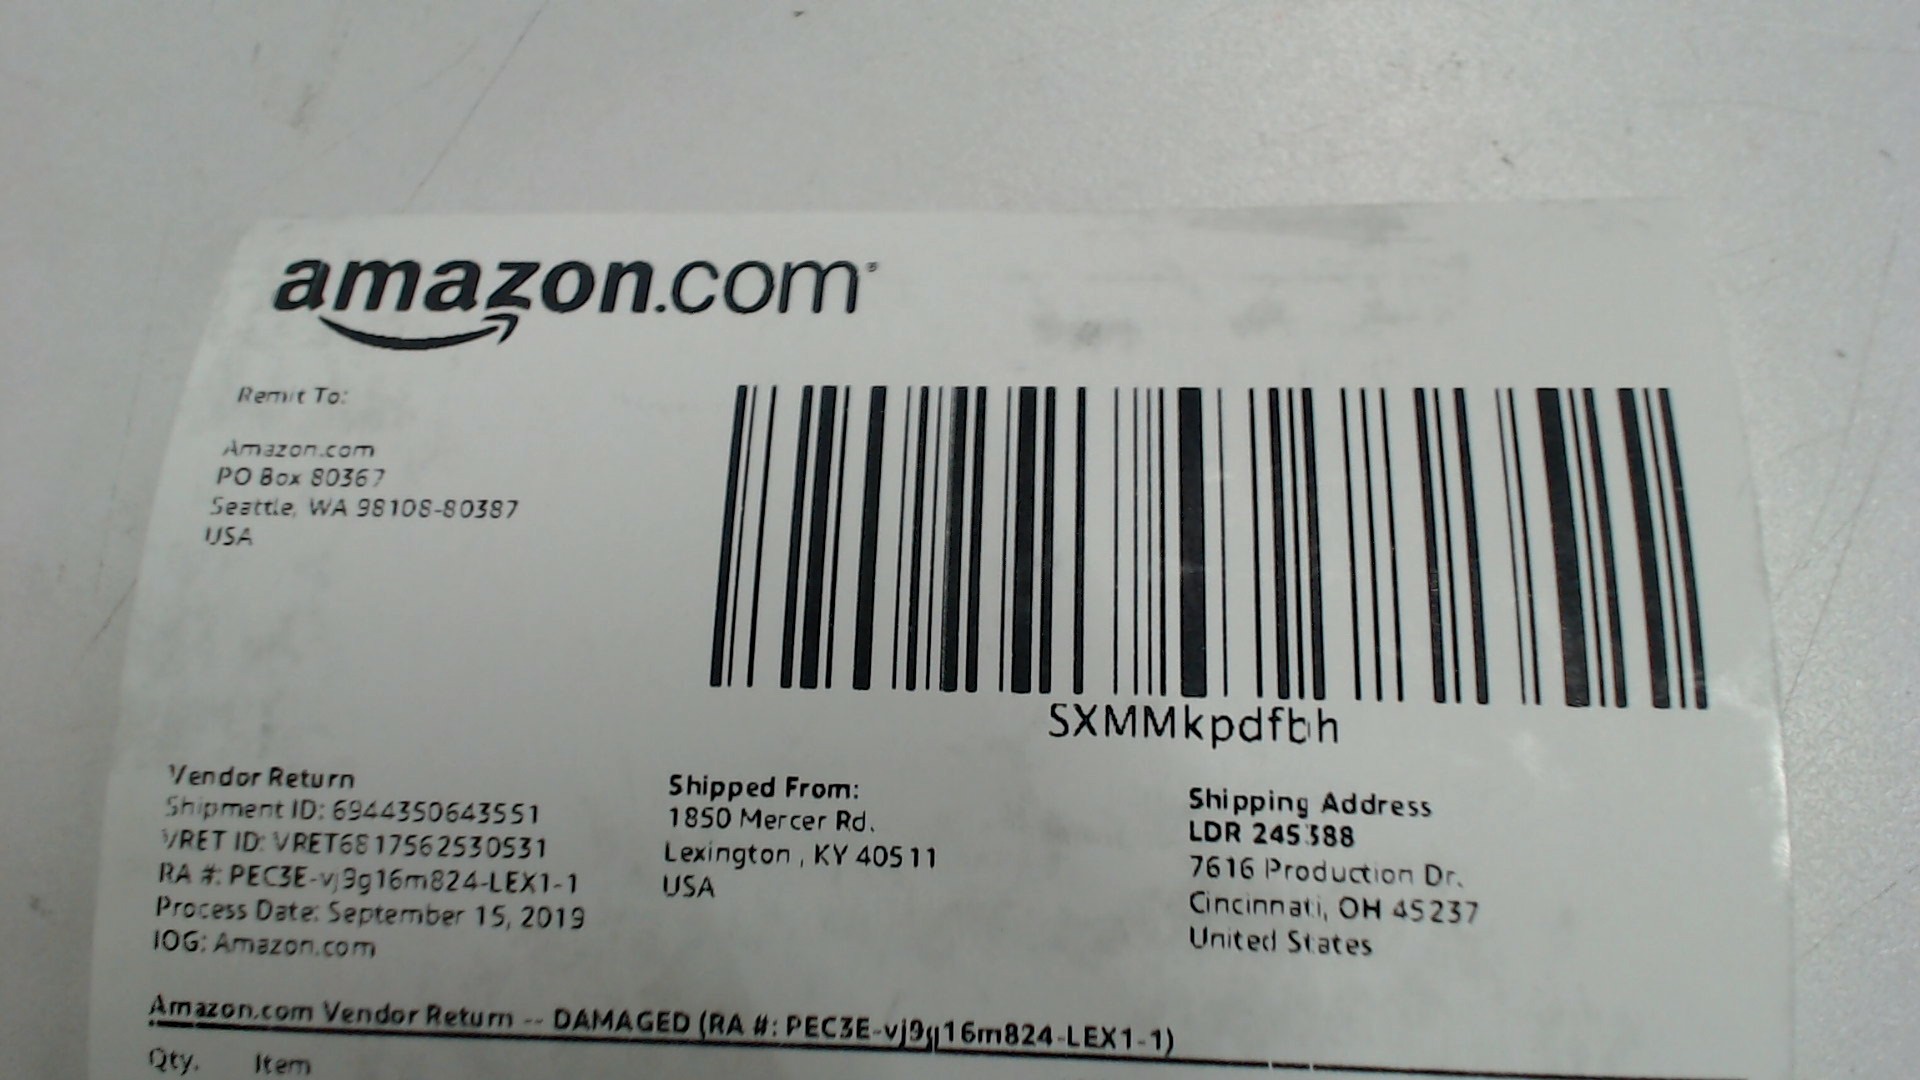 amazon.com
Remit To:
Amazon.com
PO Box 80367
Seattle, WA 98108-80387
USA
SXMMkpdfbh
Vendor Return
Shipment ID: 6944350643551
VRET ID: VRET6817562530531
RA #: PEC3E-vj9g16m824-LEX1-1
Process Date: September 15, 2019
IOG: Amazon.com
Shipped From:
1850 Mercer Rd.
Lexington , KY 40511
USA
Shipping Address
LDR
7616 Production Dr.
Cincinnati, OH 45237
United States
Amazon.com Vendor Return -- DAMAGED (RA #: PEC3E-vj9g16m824-LEX1-1)
Qty. Item